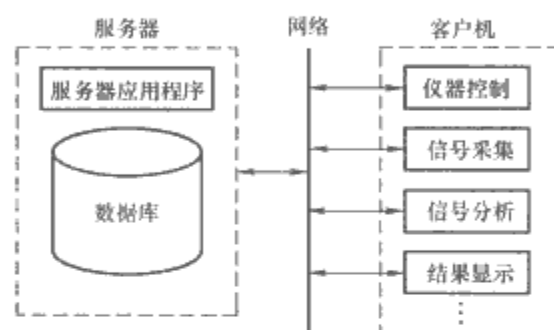 服务器
网络
客户机
服务器应用程序
数据库
仪器控制
信号采集
信号分析
结果显示